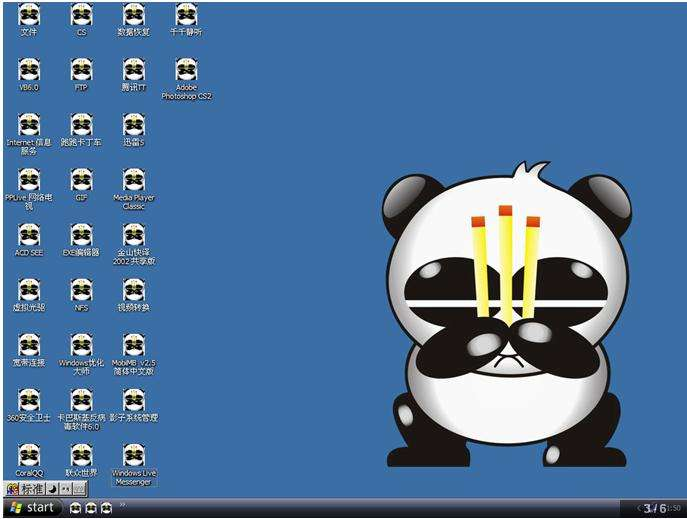 文件
CS
数据恢复
千千静听
VB6.0
FTP
腾讯TT
Adobe
Photoshop CS2
Internet 信息
服务
跑跑卡丁车
迅雷5
PPLive 网络电
视
GIF
Media Player
Classic
ACD SEE
EXE编辑器
金山快译
2002 共享版
虚拟光驱
NFS
视频转换
宽带连接
Windows优化
大师
MobiMB v2.5
简体中文版
360安全卫士
卡巴斯基反病
毒软件6.0
影子系统管理
CoralQQ
联众世界
Windows Live
Messenger
标准
start
3/6